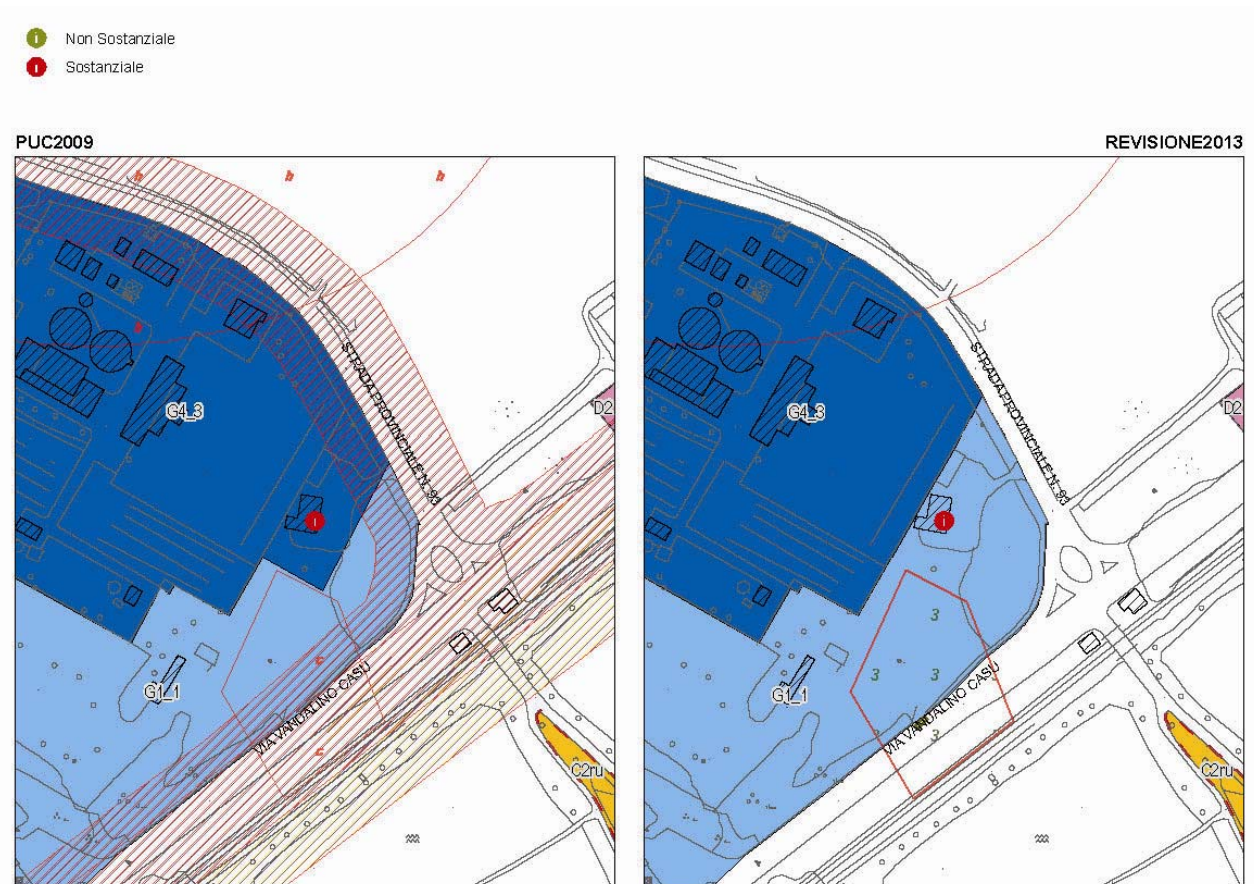 i Non Sostanziale
i Sostanziale
PUC2009
REVISIONE2013
h h h
STRADA PROVINCIALE N. 93
G4_3
D2
i
c
G1_1
VIA VANDALINO CASU
c
C2ru
STRADA PROVINCIALE N. 93
G4_3
D2
i
3
3 3
G1_1
VIA VANDALINO CASU
3
C2ru